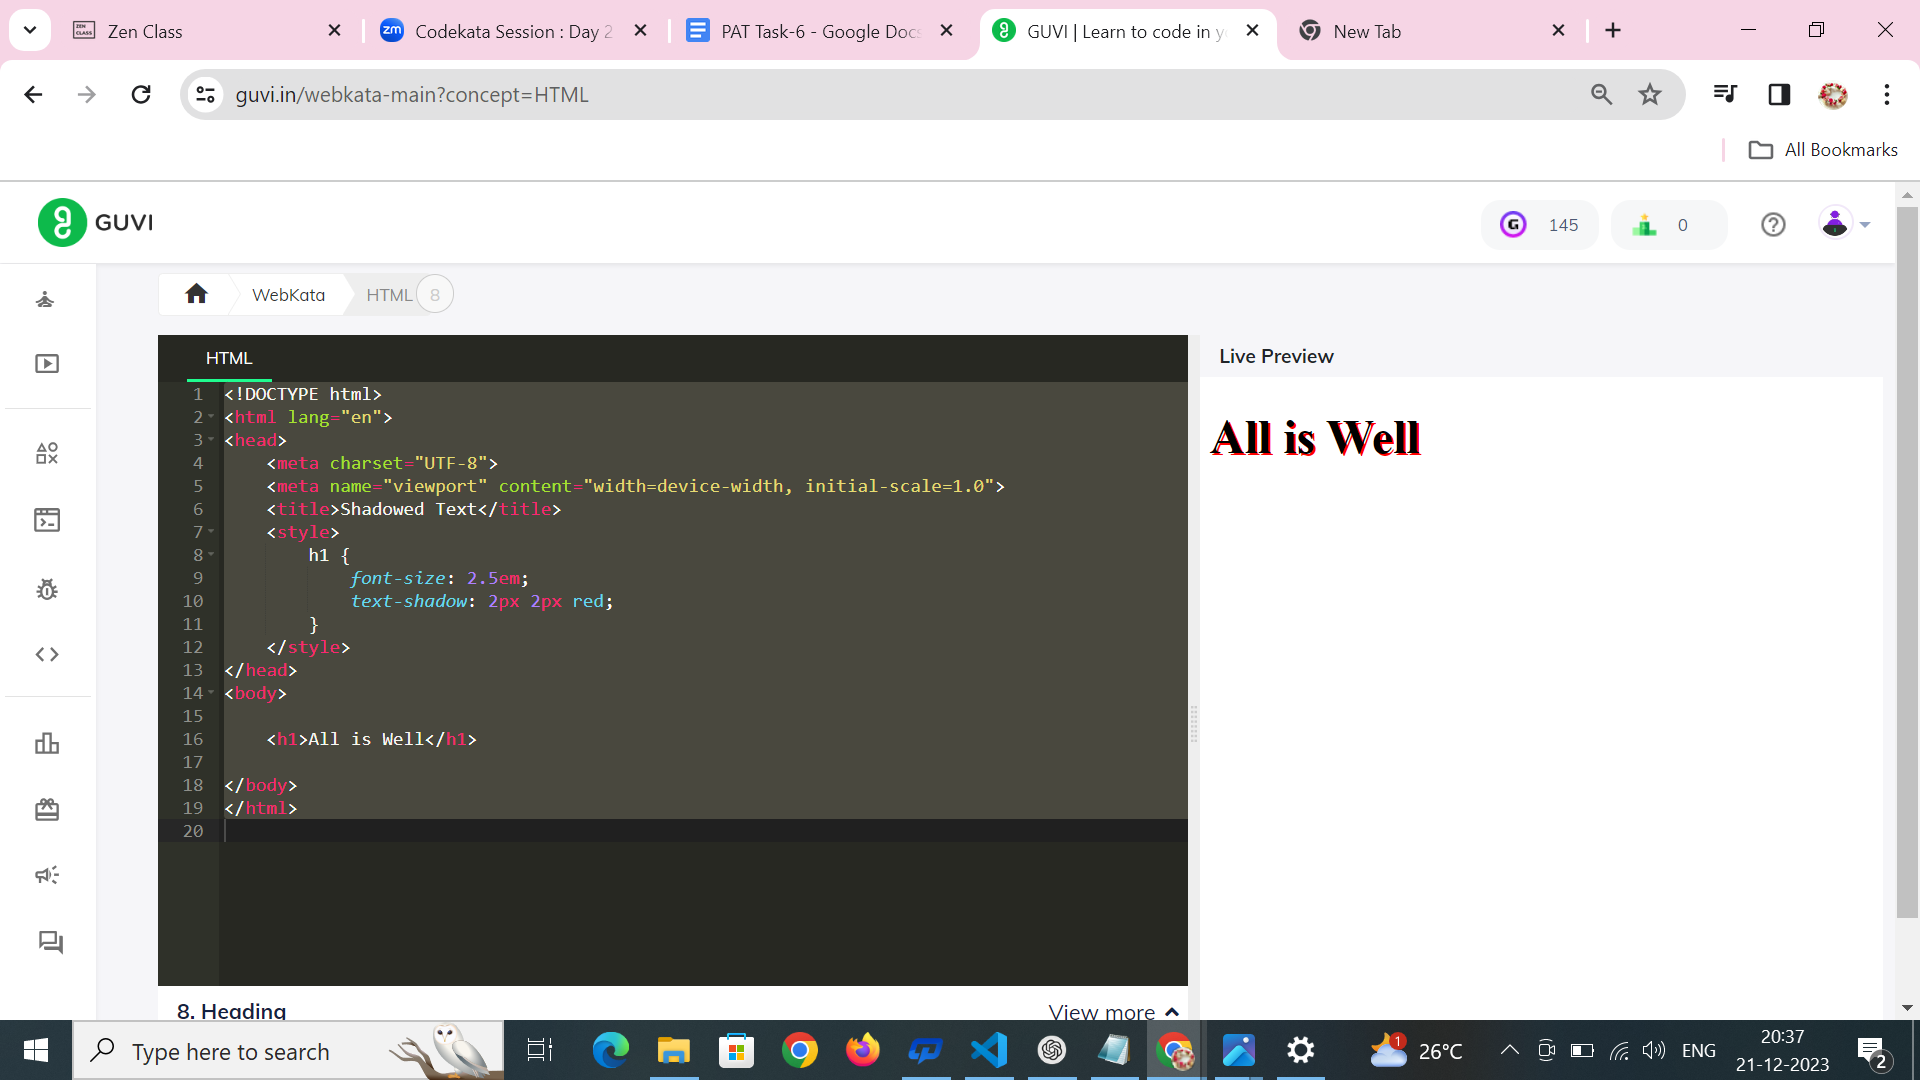 Zen Class
zm Codekata Session : Day 2
PAT Task-6 - Google Docs
GUVI | Learn to code in y
New Tab
guvi.in/webkata-main?concept=HTML
All Bookmarks
GUVI
G 145
0
WebKata
HTML 8
HTML
Live Preview
1 <!DOCTYPE html>
2 <html lang="en">
3 <head>
4 <meta charset="UTF-8">
5 <meta name="viewport" content="width=device-width, initial-scale=1.0">
6 <title>Shadowed Text</title>
7 <style>
8 h1 {
9 font-size: 2.5em;
10 text-shadow: 2px 2px red;
11 }
12 </style>
13 </head>
14 <body>
15
16 <h1>All is Well</h1>
17
18 </body>
19 </html>
20
All is Well
8. Heading
View more
Type here to search
1
26°C
ENG
20:37
21-12-2023
2